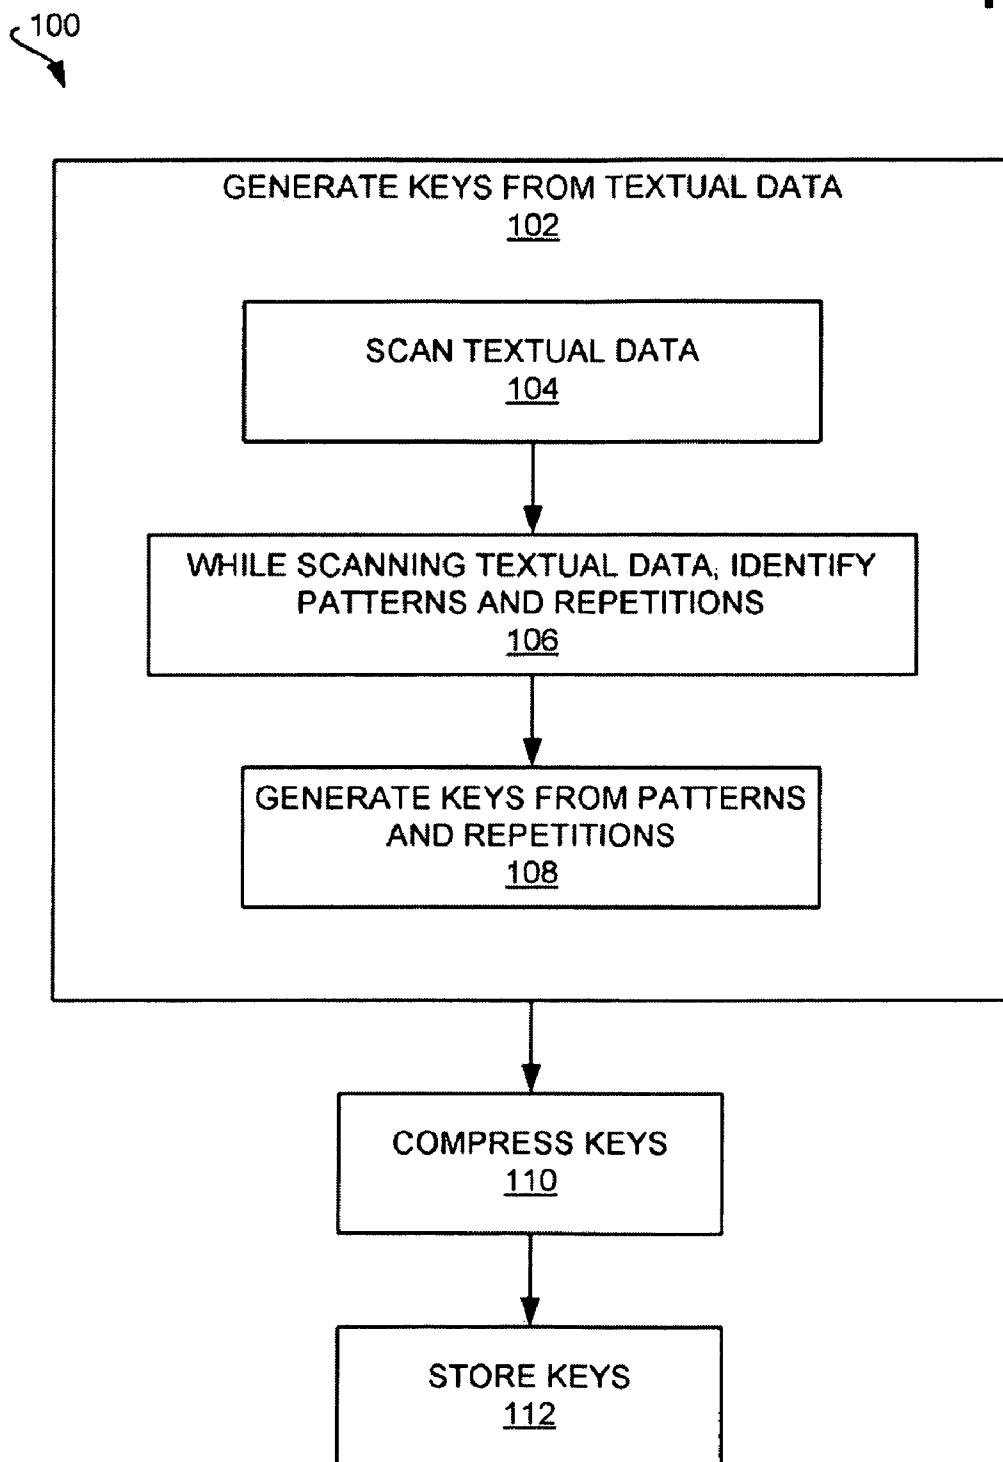 100
GENERATE KEYS FROM TEXTUAL DATA
102
SCAN TEXTUAL DATA
104
WHILE SCANNING TEXTUAL DATA, IDENTIFY
PATTERNS AND REPETITIONS
106
GENERATE KEYS FROM PATTERNS
AND REPETITIONS
108
COMPRESS KEYS
110
STORE KEYS
112